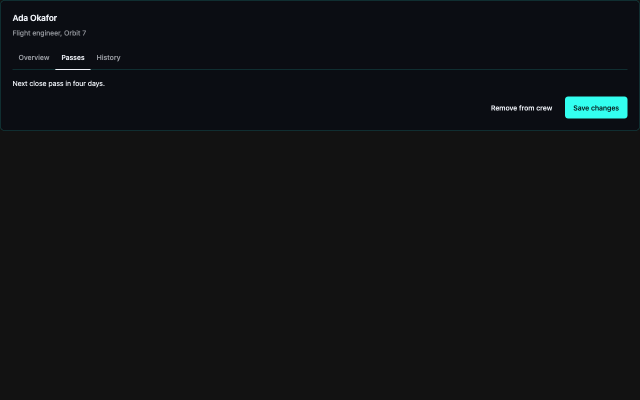 Ada Okafor
Flight engineer, Orbit 7
Overview Passes History
Next close pass in four days.
Remove from crew Save changes